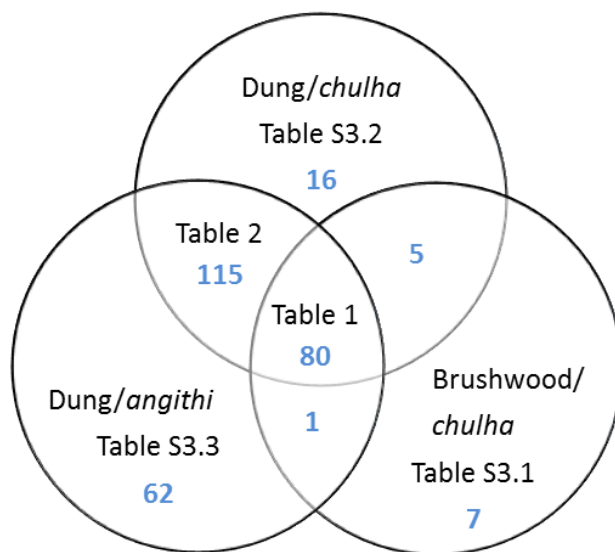 Dung/chulha
Table S3.2
16
Table 2
115
5
Table 1
80
Dung/angithi
Table S3.3
62
1
Brushwood/
chulha
Table S3.1
7